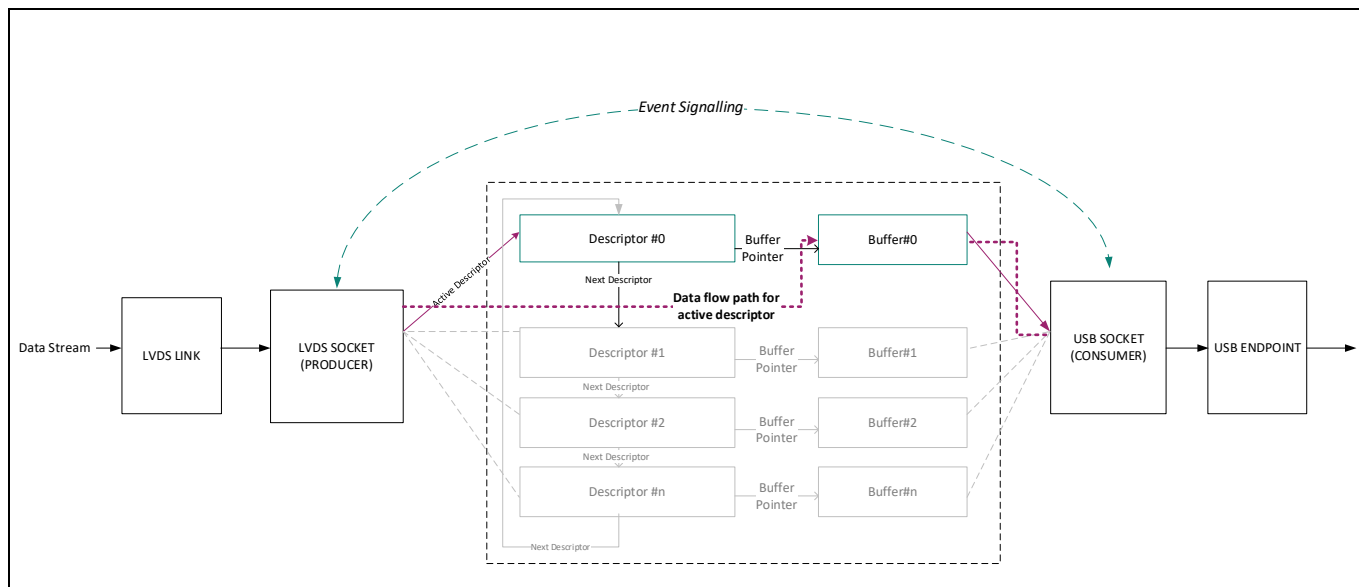 Event Signalling
Descriptor #0
Buffer
Pointer
Buffer#0
Active Descriptor
Next Descriptor
Data flow path for
active descriptor
Data Stream
LVDS LINK
LVDS SOCKET
(PRODUCER)
Descriptor #1
Buffer
Pointer
Buffer#1
USB SOCKET
(CONSUMER)
USB ENDPOINT
Next Descriptor
Descriptor #2
Buffer
Pointer
Buffer#2
Next Descriptor
Descriptor #n
Buffer
Pointer
Buffer#n
Next Descriptor